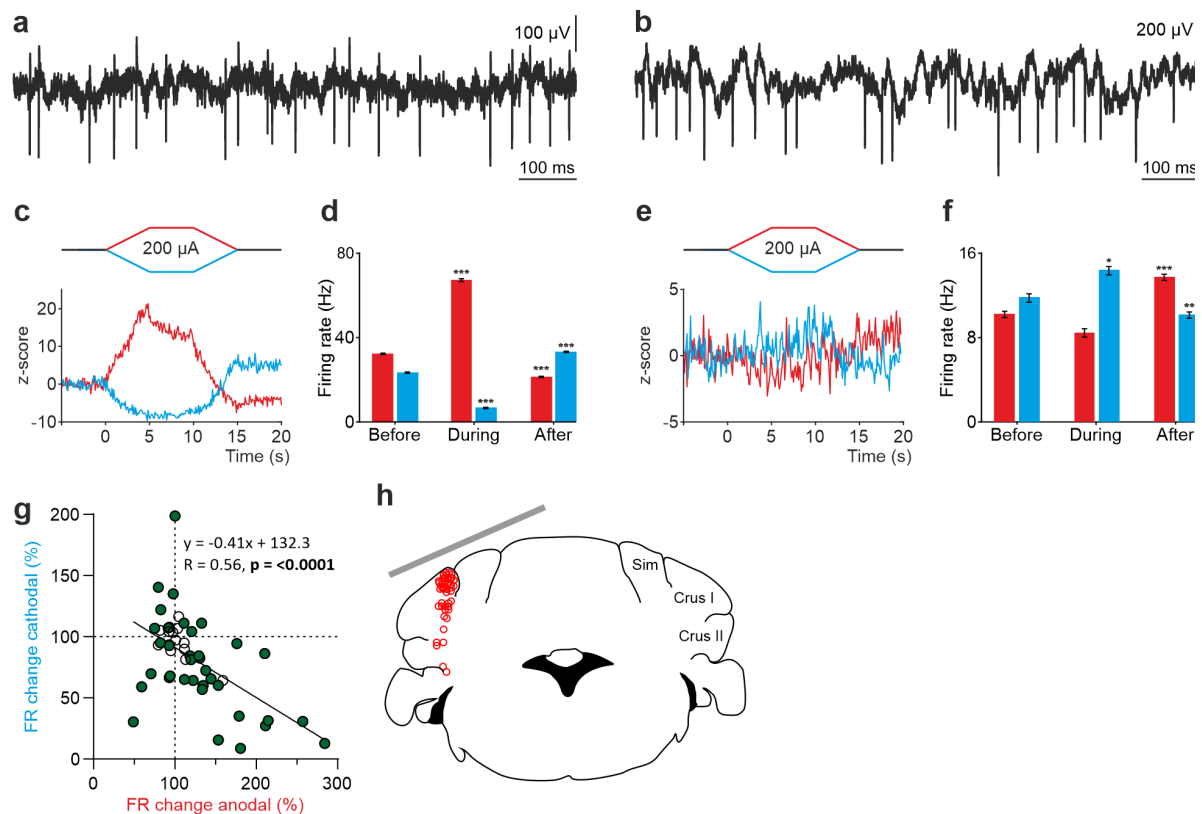 a
100 µV
100 ms
b
200 µV
100 ms
c
200 µA
z-score
20
10
0
-10
0
5
10
15
20
Time (s)
d
Firing rate (Hz)
80
40
0
***
***
***
***
Before
During
After
e
200 µA
z-score
5
0
-5
0
5
10
15
20
Time (s)
f
Firing rate (Hz)
16
12
8
4
0
*
***
**
Before
During
After
g
FR change cathodal (%)
200
150
100
50
0
y = -0.41x + 132.3
R = 0.56, p = <0.0001
0
100
200
300
FR change anodal (%)
h
Sim
Crus I
Crus II